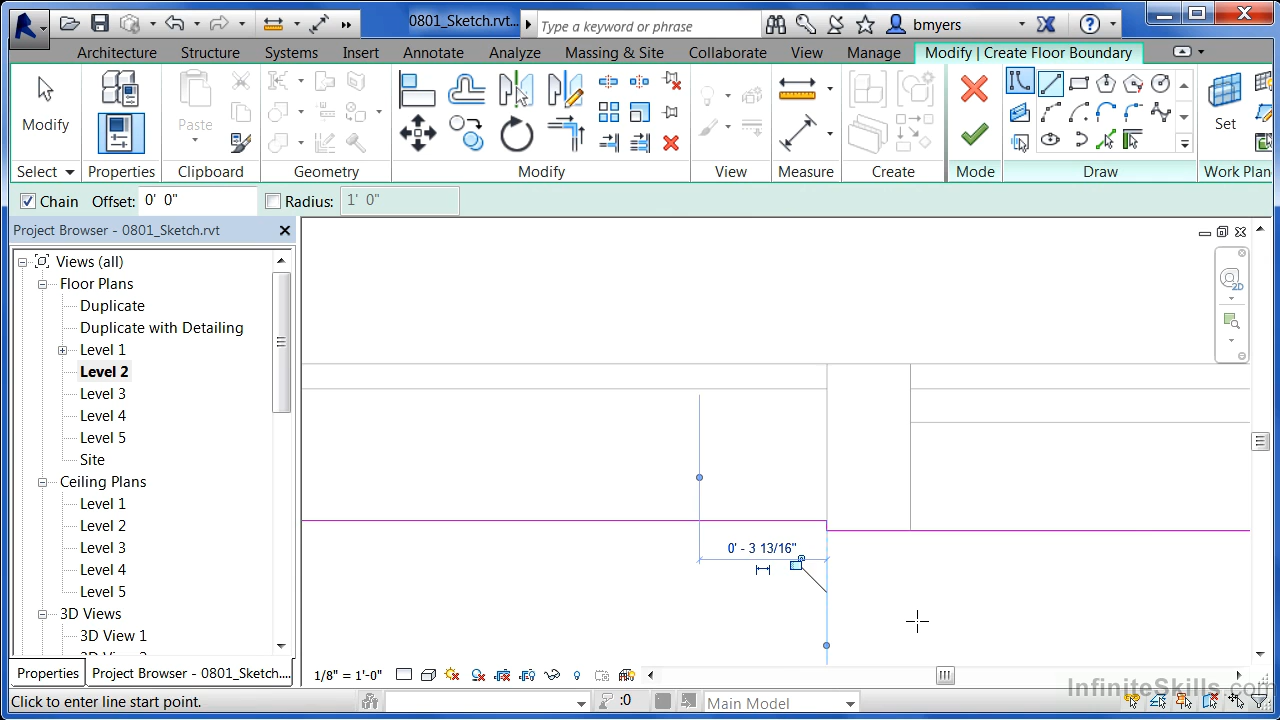 0801_Sketch.rvt...
Type a keyword or phrase
bmyers
Architecture Structure Systems Insert Annotate Analyze Massing & Site Collaborate View Manage Modify | Create Floor Boundary
Modify
Paste
Set
Select Properties Clipboard Geometry Modify View Measure Create Mode Draw Work Plan
Chain Offset: 0' 0" Radius: 1' 0"
Project Browser - 0801_Sketch.rvt
Views (all)
Floor Plans
Duplicate
Duplicate with Detailing
Level 1
Level 2
Level 3
Level 4
Level 5
Site
Ceiling Plans
Level 1
Level 2
Level 3
Level 4
Level 5
3D Views
3D View 1
2D
0' - 3 13/16"
Properties Project Browser - 0801_Sketch....
1/8" = 1'-0"
Click to enter line start point.
:0
Main Model
InfiniteSkills.com